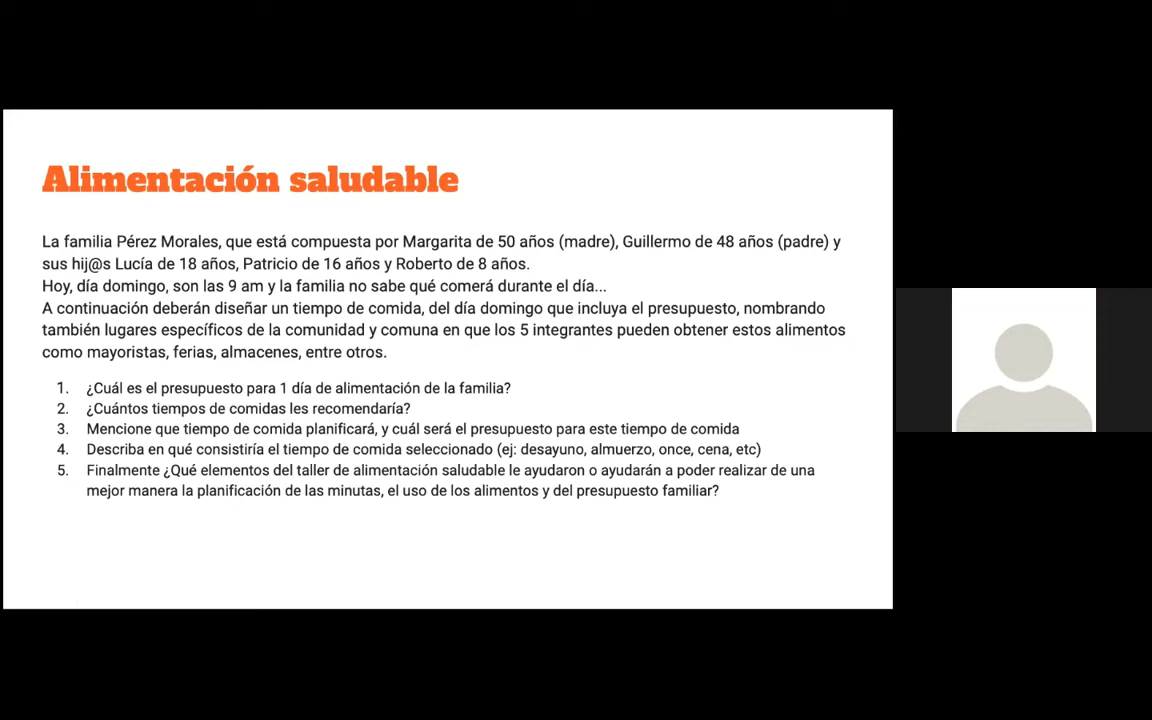 Alimentación saludable
La familia Pérez Morales, que está compuesta por Margarita de 50 años (madre), Guillermo de 48 años (padre) y
sus hij@s Lucía de 18 años, Patricio de 16 años y Roberto de 8 años.
Hoy, día domingo, son las 9 am y la familia no sabe qué comerá durante el día...
A continuación deberán diseñar un tiempo de comida, del día domingo que incluya el presupuesto, nombrando
también lugares específicos de la comunidad y comuna en que los 5 integrantes pueden obtener estos alimentos
como mayoristas, ferias, almacenes, entre otros.
1. ¿Cuál es el presupuesto para 1 día de alimentación de la familia?
2. ¿Cuántos tiempos de comidas les recomendaría?
3. Mencione que tiempo de comida planificará, y cuál será el presupuesto para este tiempo de comida
4. Describa en qué consistiría el tiempo de comida seleccionado (ej: desayuno, almuerzo, once, cena, etc)
5. Finalmente ¿Qué elementos del taller de alimentación saludable le ayudaron o ayudarán a poder realizar de una
mejor manera la planificación de las minutas, el uso de los alimentos y del presupuesto familiar?